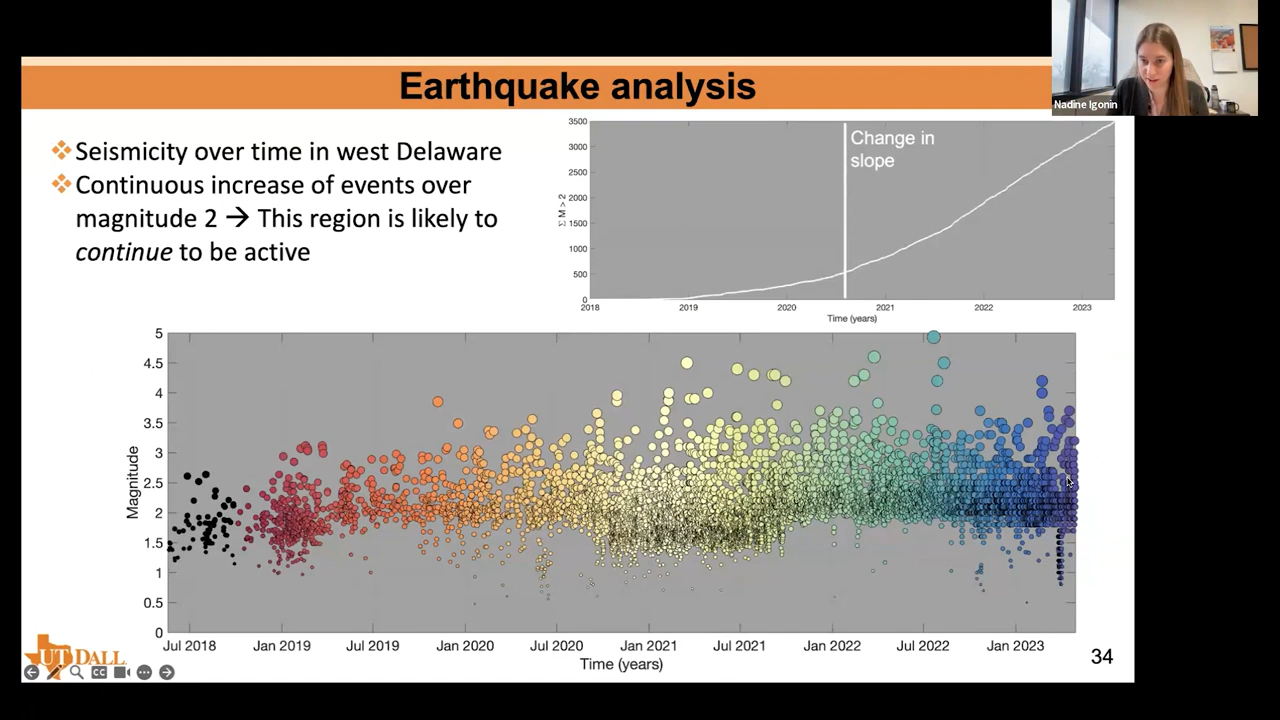 Earthquake analysis
Nadine Igonin
Seismicity over time in west Delaware
Continuous increase of events over
magnitude 2 → This region is likely to
continue to be active
3500
3000
2500
2000
1500
1000
500
0
Σ M > 2
Change in
slope
2018
2019
2020
2021
2022
2023
Time (years)
5
4.5
4
3.5
3
2.5
2
1.5
1
0.5
0
Magnitude
Jul 2018
Jan 2019
Jul 2019
Jan 2020
Jul 2020
Jan 2021
Jul 2021
Jan 2022
Jul 2022
Jan 2023
Time (years)
UT DALL
CC
34